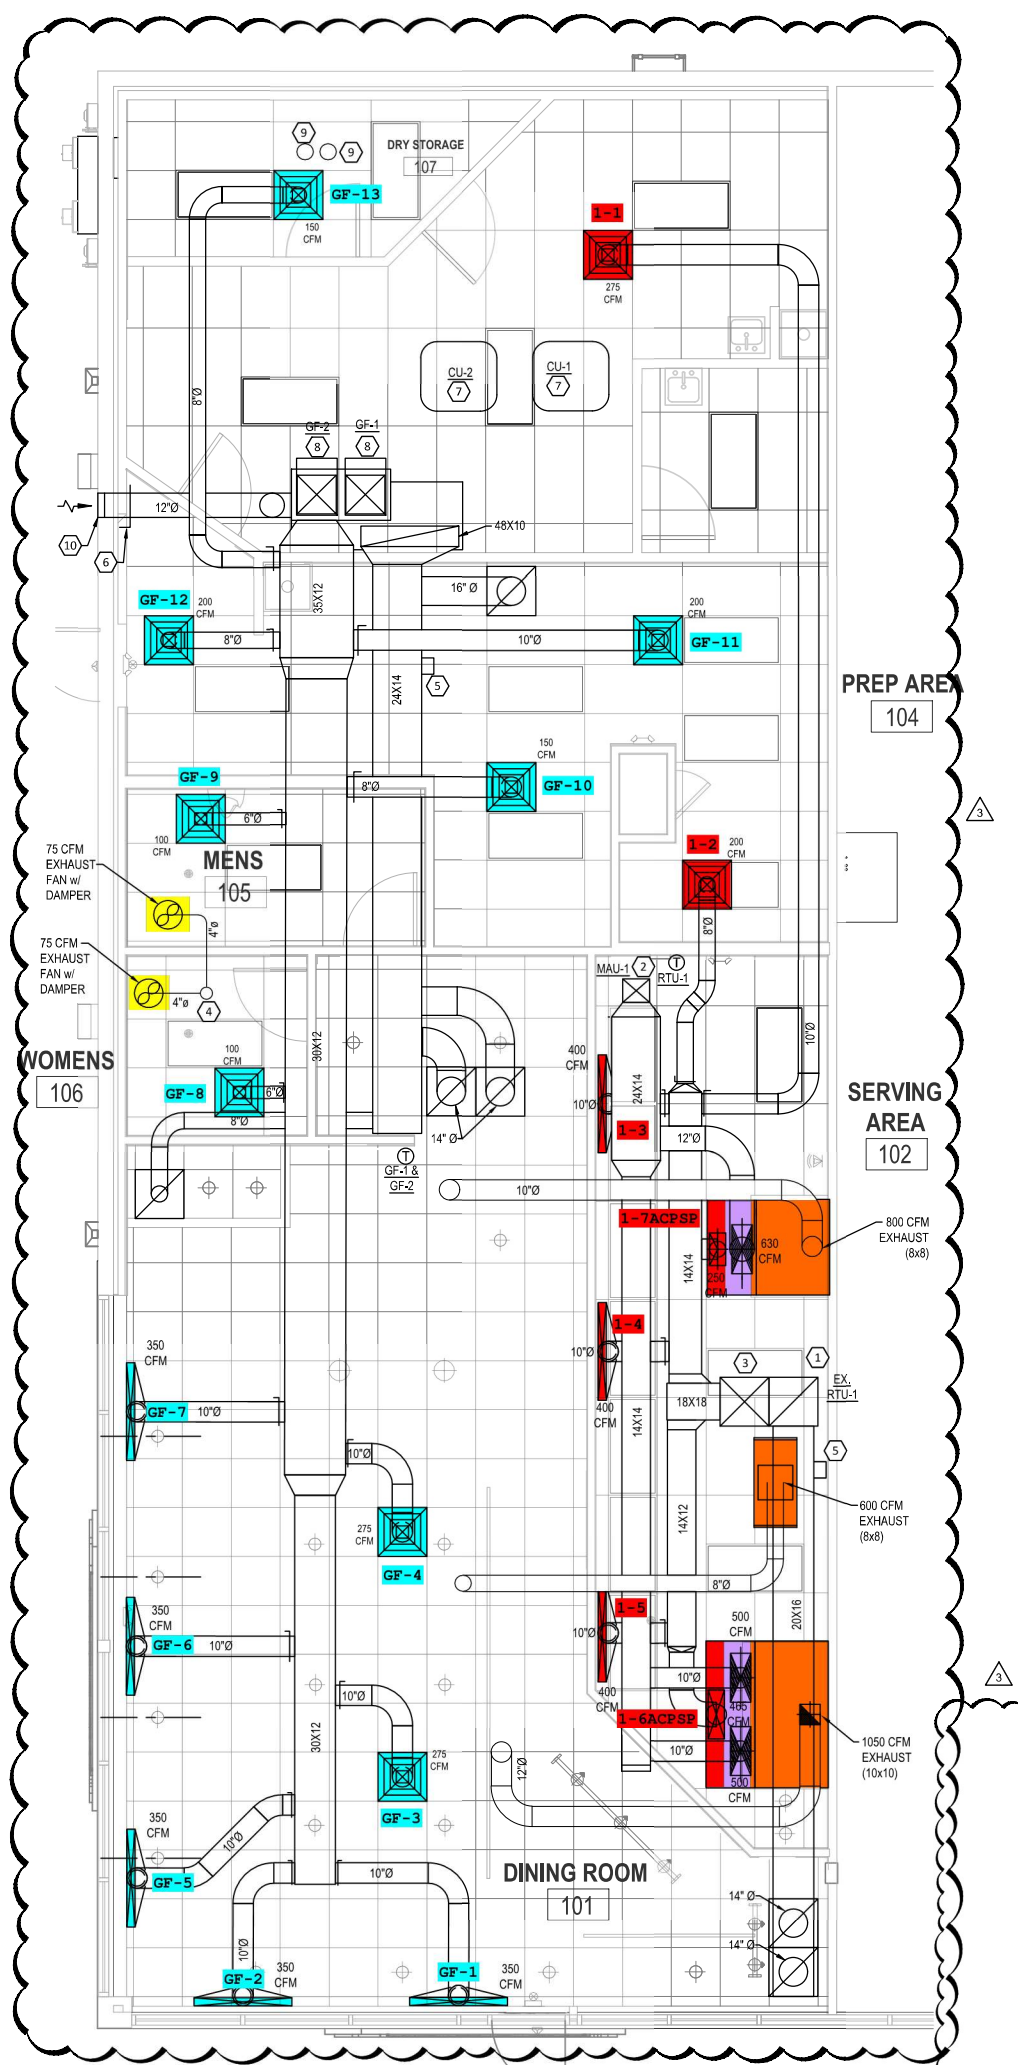 9
9
DRY STORAGE
107
GF-13
150
CFM
1-1
275
CFM
8"Ø
CU-2
7
CU-1
7
GF-2
8
GF-1
8
12"Ø
10
6
48X10
35X12
16" Ø
GF-12
200
CFM
8"Ø
10"Ø
200
CFM
GF-11
24X14
5
PREP AREA
104
150
CFM
GF-10
8"Ø
GF-9
6"Ø
100
CFM
MENS
105
3
1-2
200
CFM
8"Ø
75 CFM
EXHAUST
FAN w/
DAMPER
4"ø
75 CFM
EXHAUST
FAN w/
DAMPER
4"ø
4
MAU-1
2
T
RTU-1
WOMENS
106
100
CFM
GF-8
6"Ø
8"Ø
30X12
14" Ø
T
GF-1 &
GF-2
400
CFM
10"Ø
24X14
1-3
12"Ø
10"Ø
SERVING
AREA
102
10"Ø
1-7ACPSP
630
CFM
250
CFM
800 CFM
EXHAUST
(8x8)
14X14
1-4
10"Ø
400
CFM
14X14
3
1
EX.
RTU-1
18X18
350
CFM
GF-7
10"Ø
10"Ø
5
600 CFM
EXHAUST
(8x8)
14X12
275
CFM
GF-4
8"Ø
20X16
350
CFM
GF-6
10"Ø
1-5
10"Ø
400
CFM
500
CFM
10"Ø
465
CFM
1-6ACPSP
10"Ø
500
CFM
3
1050 CFM
EXHAUST
(10x10)
30X12
10"Ø
275
CFM
GF-3
12"Ø
350
CFM
GF-5
10"Ø
10"Ø
DINING ROOM
101
14" Ø
14" Ø
10"Ø
GF-2
350
CFM
GF-1
350
CFM